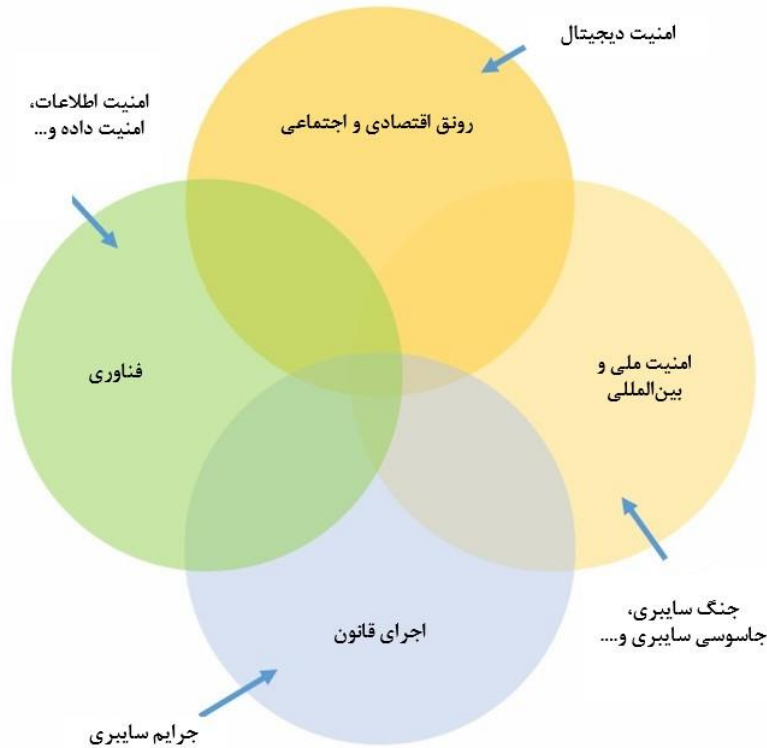 امنیت دیجیتال
رونق اقتصادی و اجتماعی
امنیت اطلاعات،
امنیت داده و...
فناوری
امنیت ملی و
بین‌المللی
اجرای قانون
جنگ سایبری،
جاسوسی سایبری و....
جرایم سایبری